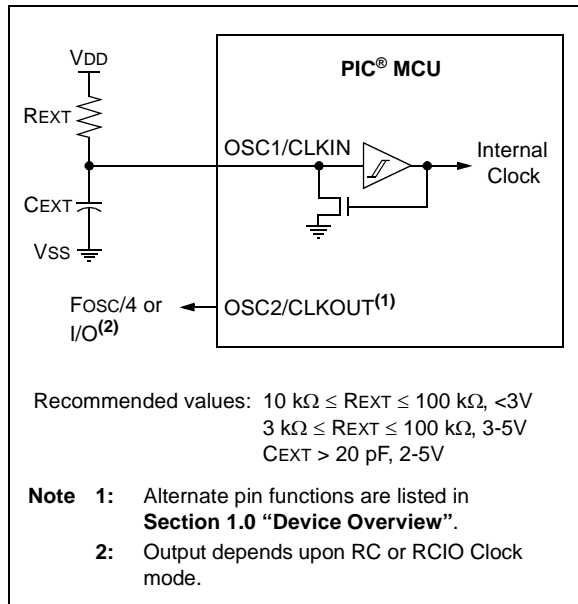 VDD
PIC® MCU
REXT
OSC1/CLKIN
Internal
Clock
CEXT
VSS
FOSC/4 or
I/O(2)
OSC2/CLKOUT(1)
Recommended values: 10 kΩ ≤ REXT ≤ 100 kΩ, <3V
3 kΩ ≤ REXT ≤ 100 kΩ, 3-5V
CEXT > 20 pF, 2-5V
Note 1: Alternate pin functions are listed in
Section 1.0 “Device Overview”.
2: Output depends upon RC or RCIO Clock
mode.